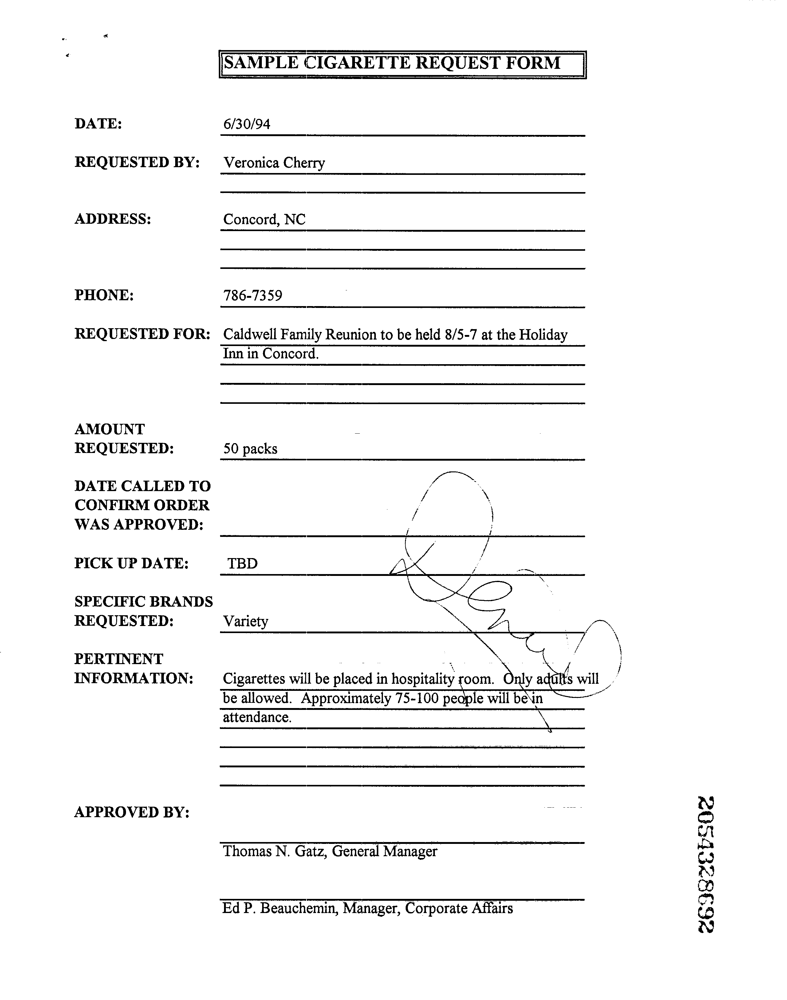 SAMPLE CIGARETTE REQUEST FORM
DATE: 6/30/94
REQUESTED BY: Veronica Cherry
ADDRESS: Concord, NC
PHONE: 786-7359
REQUESTED FOR: Caldwell Family Reunion to be held 8/5-7 at the Holiday
Inn in Concord.
AMOUNT
REQUESTED: 50 packs
DATE CALLED TO
CONFIRM ORDER
WAS APPROVED:
PICK UP DATE: TBD
SPECIFIC BRANDS
REQUESTED: Variety
PERTINENT
INFORMATION: Cigarettes will be placed in hospitality room. Only adults will
be allowed. Approximately 75-100 people will be in
attendance.
APPROVED BY:
Thomas N. Gatz, General Manager
Ed P. Beauchemin, Manager, Corporate Affairs
2054328692